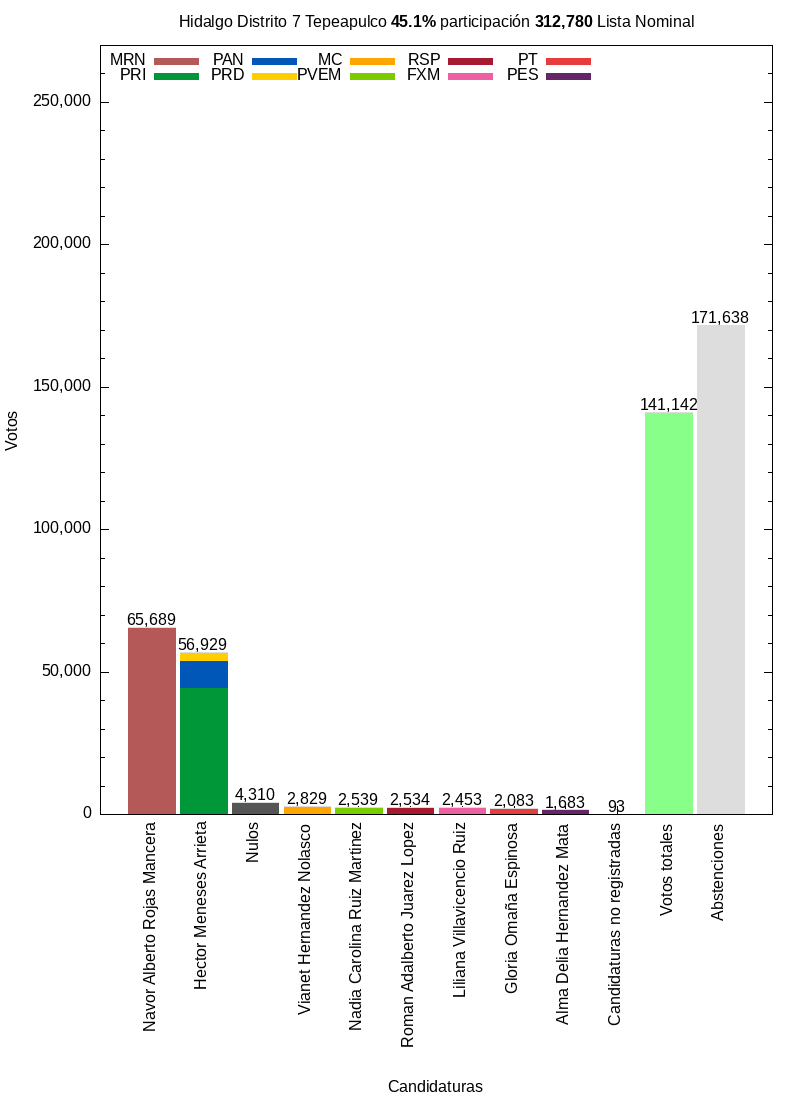 Hidalgo Distrito 7 Tepeapulco 45.1% participación 312,780 Lista Nominal
MRN PAN MC RSP PT
PRI PRD PVEM FXM PES
250,000
200,000
150,000
100,000
50,000
0
Votos
65,689
56,929
4,310
2,829
2,539
2,534
2,453
2,083
1,683
93
141,142
171,638
Navor Alberto Rojas Mancera
Hector Meneses Arrieta
Nulos
Vianet Hernandez Nolasco
Nadia Carolina Ruiz Martinez
Roman Adalberto Juarez Lopez
Liliana Villavicencio Ruiz
Gloria Omaña Espinosa
Alma Delia Hernandez Mata
Candidaturas no registradas
Votos totales
Abstenciones
Candidaturas